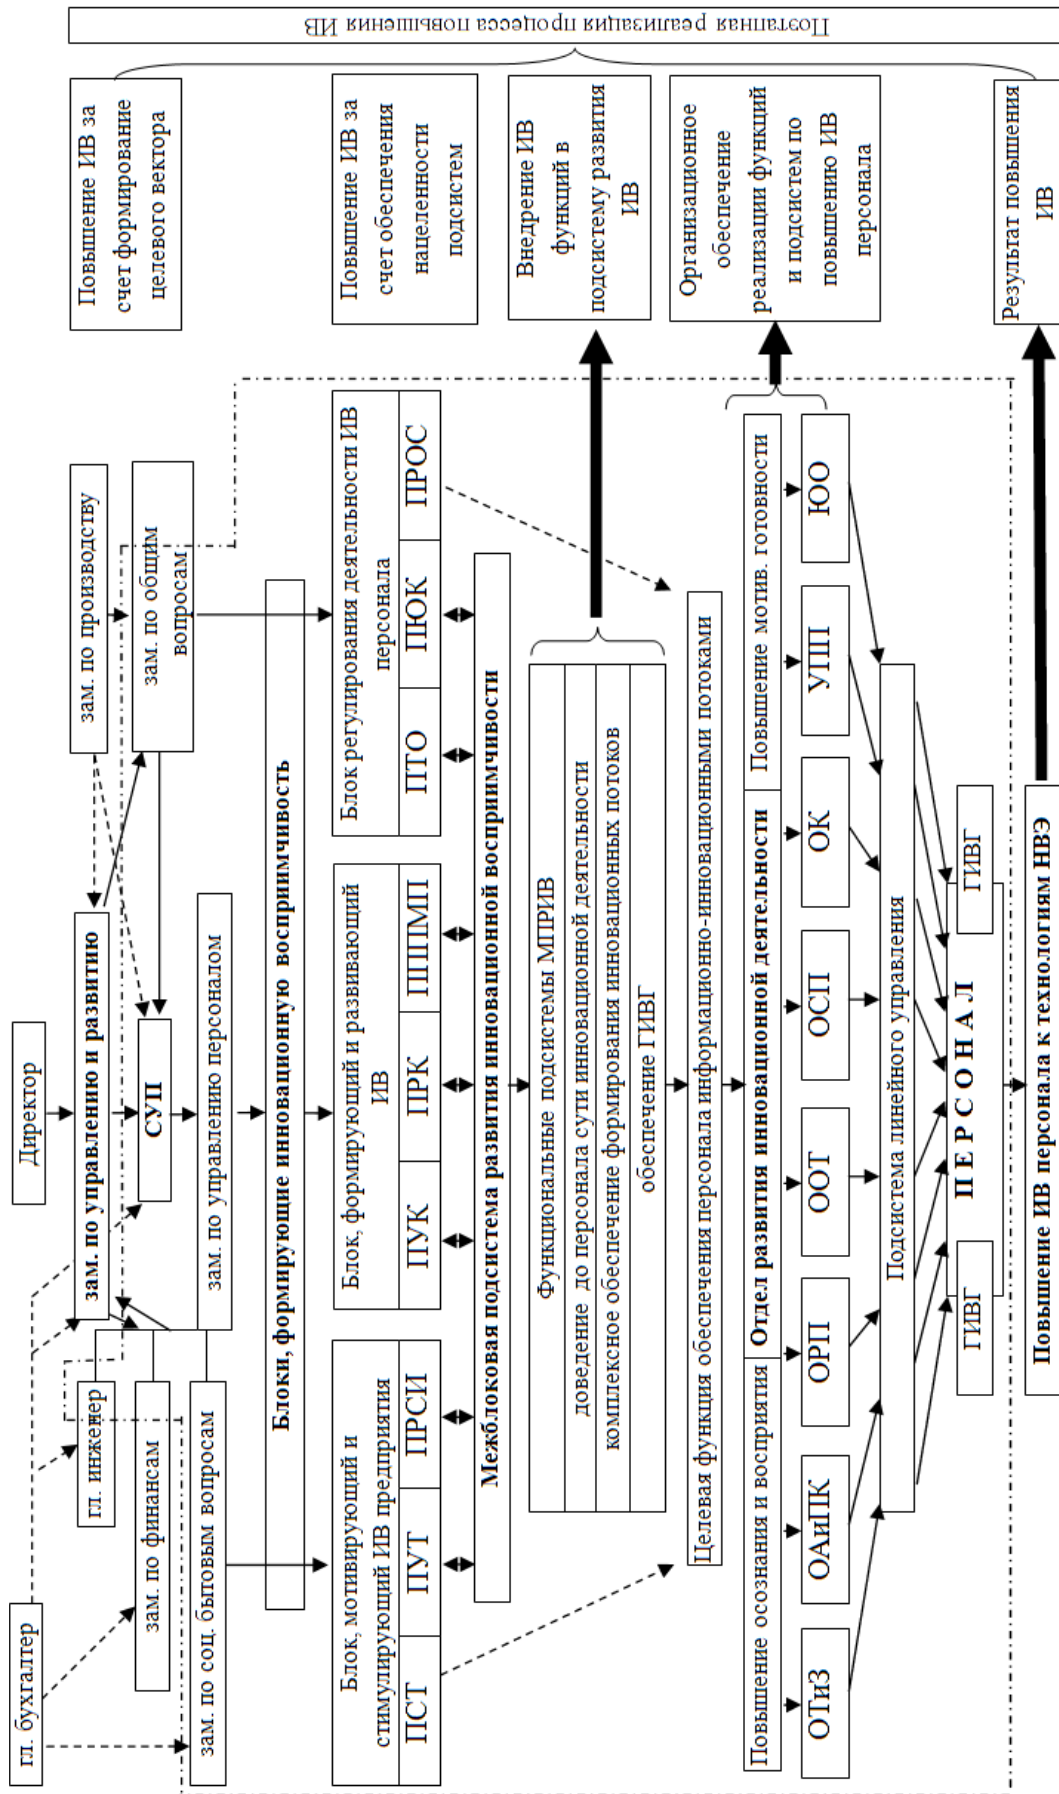 Директор
гл. бухгалтер
зам. по управлению и развитию
зам. по производству
гл. инженер
СУП
зам. по общим
вопросам
зам. по финансам
зам. по соц. бытовым вопросам
зам. по управлению персоналом
Повышение ИВ за
счет формирование
целевого вектора
Блоки, формирующие инновационную восприимчивость
Блок, мотивирующий и
стимулирующий ИВ предприятия
ПСТ
ПУТ
ПРСИ
Блок, формирующий и развивающий
ИВ
ПУК
ПРК
ПППМП
Блок регулирования деятельности ИВ
персонала
ПТО
ПЮК
ПРОС
Повышение ИВ за
счет обеспечения
нацеленности
подсистем
Межблоковая подсистема развития инновационной восприимчивости
Функциональные подсистемы МПРИВ
доведение до персонала сути инновационной деятельности
комплексное обеспечение формирования инновационных потоков
обеспечение ГИВГ
Внедрение ИВ
функций в
подсистему развития
ИВ
Целевая функция обеспечения персонала информационно-инновационными потоками
Повышение осознания и восприятия
Отдел развития инновационной деятельности
Повышение мотив. готовности
ОТиЗ
ОАиПК
ОРП
ООТ
ОСП
ОК
УПП
ЮО
Организационное
обеспечение
реализации функций
и подсистем по
повышению ИВ
персонала
Подсистема линейного управления
ГИВГ
ПЕРСОНАЛ
ГИВГ
Повышение ИВ персонала к технологиям НВЭ
Результат повышения
ИВ
Поэтапная реализация процесса повышения ИВ